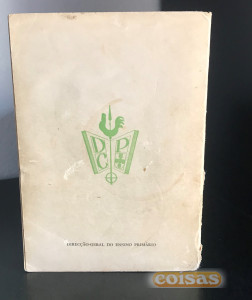 D P
C
DIRECÇÃO-GERAL DO ENSINO PRIMÁRIO
coisas